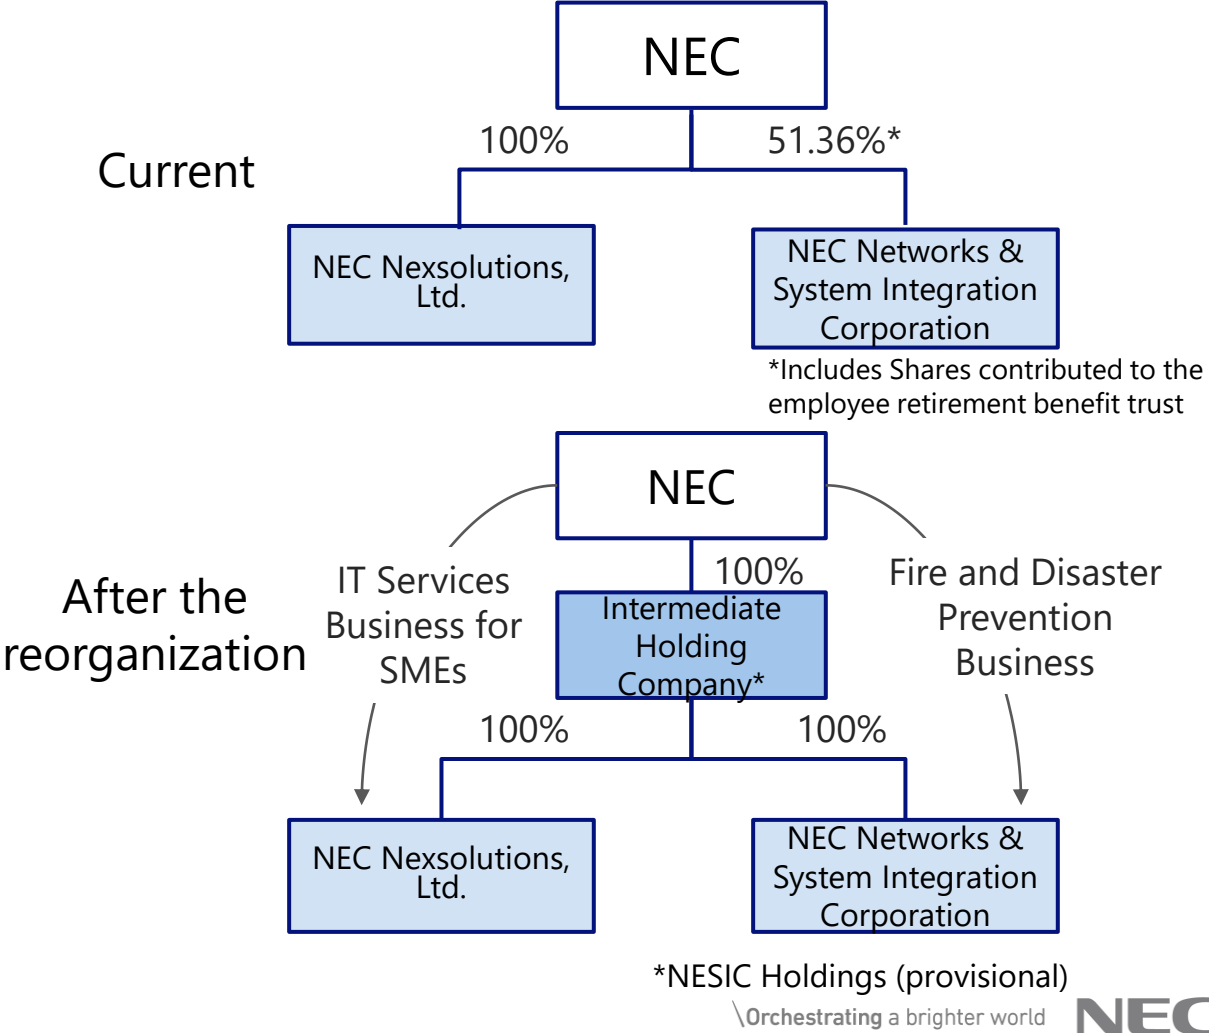 NEC
100%
51.36%*
Current
NEC Nexsolutions,
Ltd.
NEC Networks &
System Integration
Corporation
*Includes Shares contributed to the
employee retirement benefit trust
NEC
After the
reorganization
IT Services
Business for
SMEs
100%
Intermediate
Holding
Company*
Fire and Disaster
Prevention
Business
100%
100%
NEC Nexsolutions,
Ltd.
NEC Networks &
System Integration
Corporation
*NESIC Holdings (provisional)
\Orchestrating a brighter world
NEC